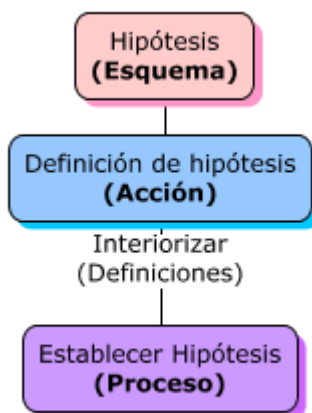 Hipótesis
(Esquema)
Definición de hipótesis
(Acción)
Interiorizar
(Definiciones)
Establecer Hipótesis
(Proceso)